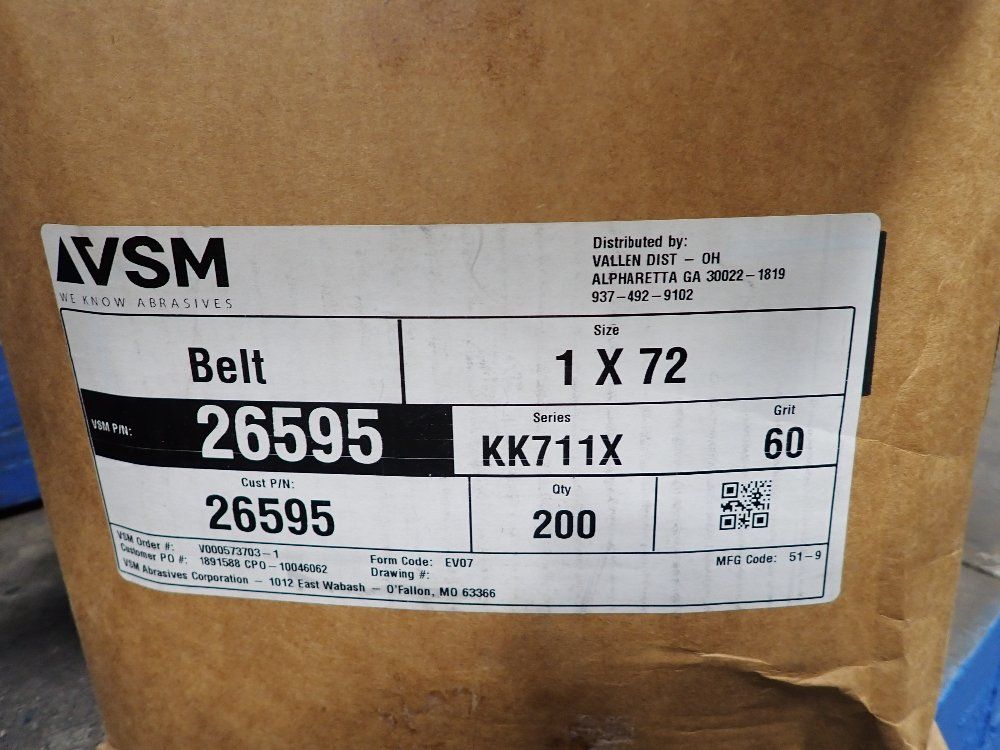 VSM
WE KNOW ABRASIVES
Distributed by:
VALLEN DIST - OH
ALPHARETTA GA 30022-1819
937-492-9102
Belt
Size
1 X 72
VSM P/N:
26595
Series
KK711X
Grit
60
Cust P/N:
26595
Qty
200
VSM Order #: V000573703-1
Customer PO #: 1891588 CPO-10046062
Form Code: EV07
Drawing #:
MFG Code: 51-9
VSM Abrasives Corporation - 1012 East Wabash - O'Fallon, MO 63366